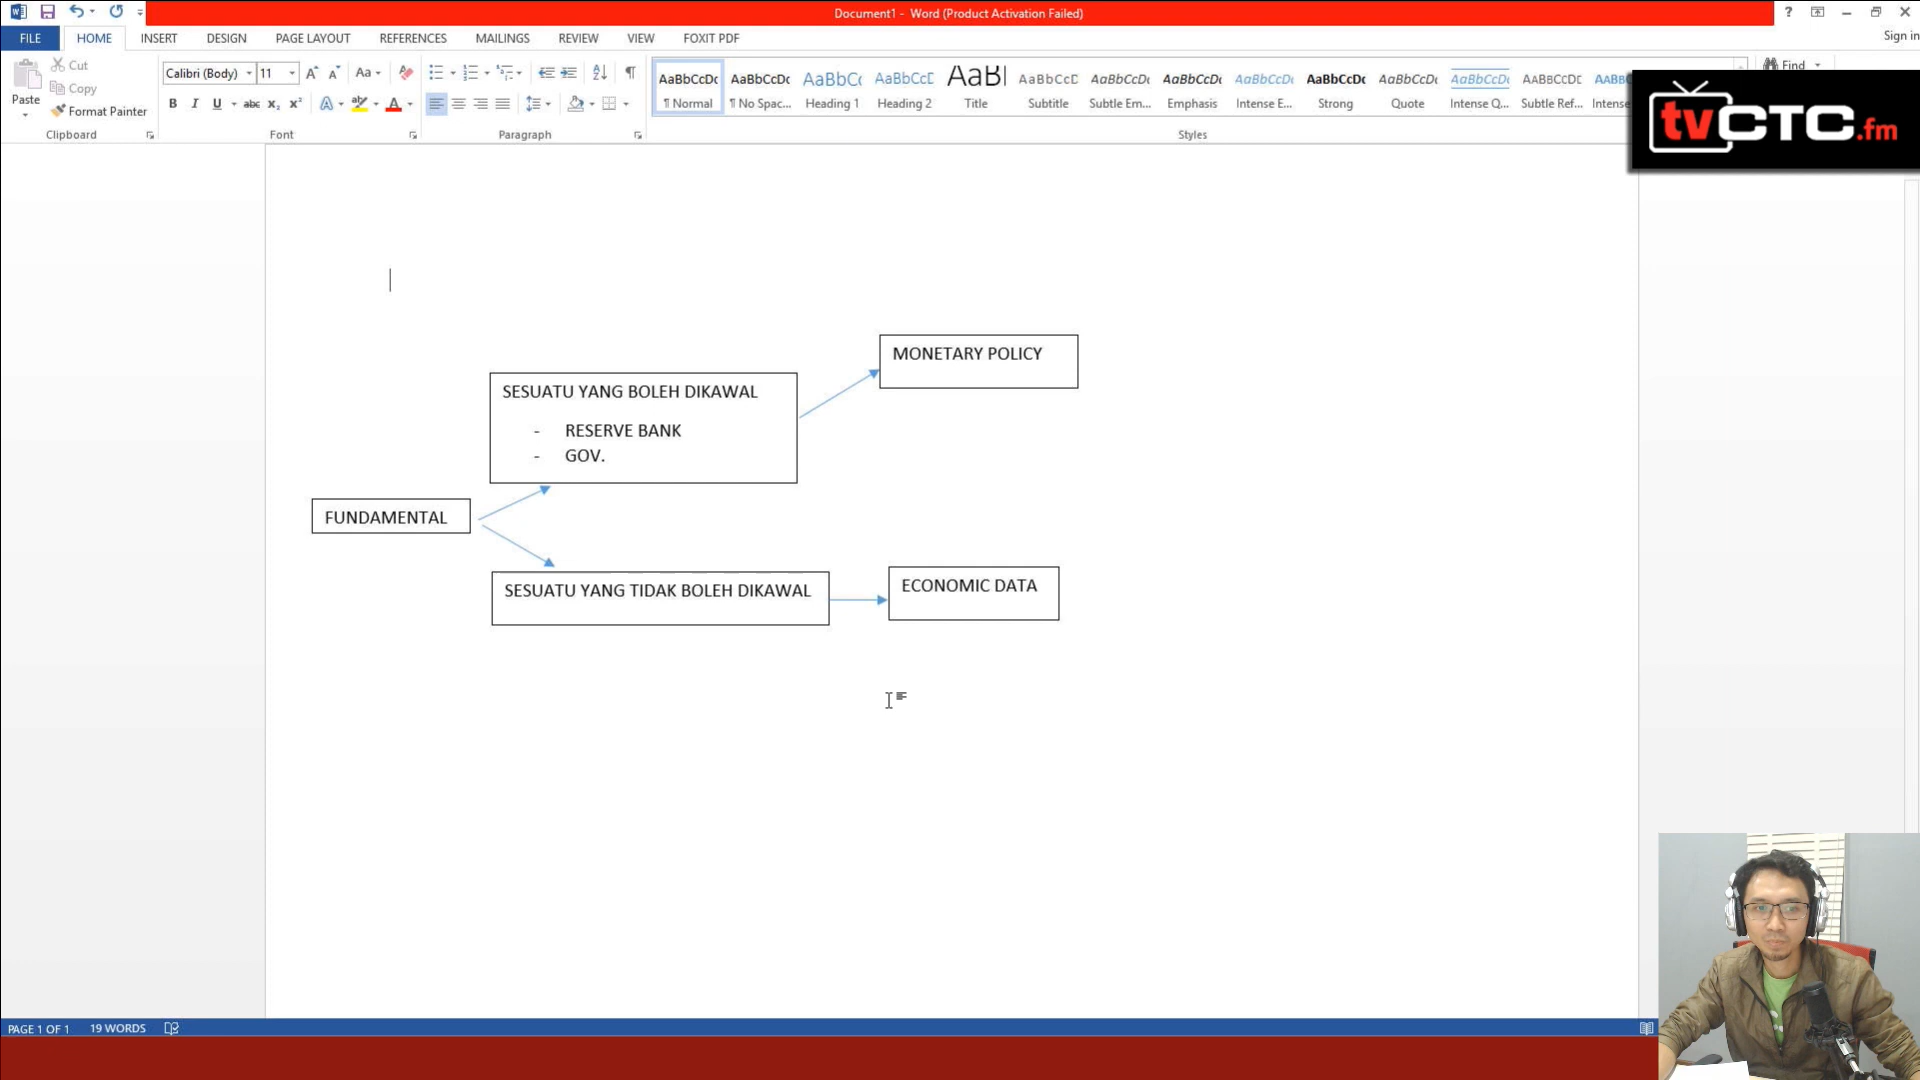 Document1 - Word (Product Activation Failed)
FILE
HOME
INSERT
DESIGN
PAGE LAYOUT
REFERENCES
MAILINGS
REVIEW
VIEW
FOXIT PDF
Sign in
Paste
Cut
Copy
Format Painter
Clipboard
Calibri (Body)
11
Font
Paragraph
AaBbCcDc
¶ Normal
AaBbCcDc
¶ No Spac...
AaBbCc
Heading 1
AaBbCcD
Heading 2
AaBl
Title
AaBbCcD
Subtitle
AaBbCcDc
Subtle Em...
AaBbCcDc
Emphasis
AaBbCcDc
Intense E...
AaBbCcDc
Strong
AaBbCcDc
Quote
AaBbCcDc
Intense Q...
AABBCCDC
Subtle Ref...
AABB
Intense
Styles
Find
tvCTC.fm
MONETARY POLICY
SESUATU YANG BOLEH DIKAWAL
- RESERVE BANK
- GOV.
FUNDAMENTAL
SESUATU YANG TIDAK BOLEH DIKAWAL
ECONOMIC DATA
PAGE 1 OF 1
19 WORDS